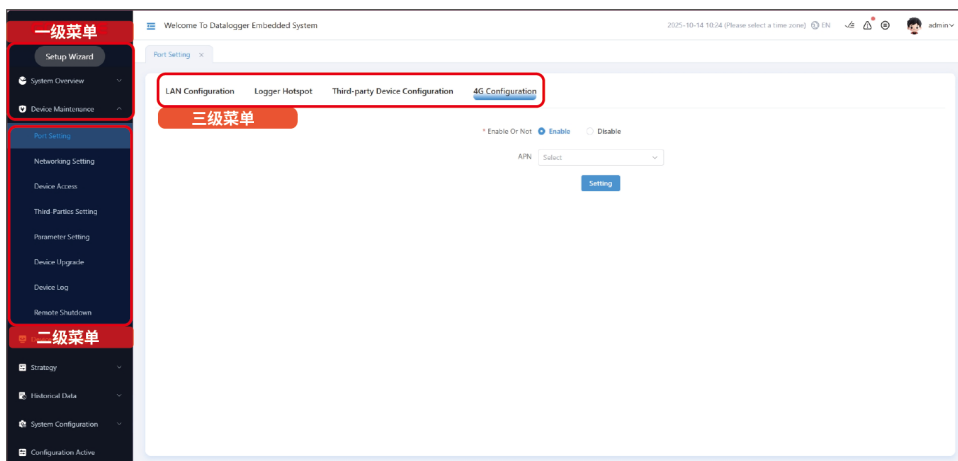 一级菜单
Welcome To Datalogger Embedded System
2025-10-14 10:24 (Please select a time zone) EN
admin
Setup Wizard
Port Setting ×
System Overview
LAN Configuration Logger Hotspot Third-party Device Configuration 4G Configuration
Device Maintenance
三级菜单
* Enable Or Not Enable Disable
Port Setting
APN Select
Networking Setting
Setting
Device Access
Third-Parties Setting
Parameter Setting
Device Upgrade
Device Log
Remote Shutdown
二级菜单
Strategy
Historical Data
System Configuration
Configuration Active